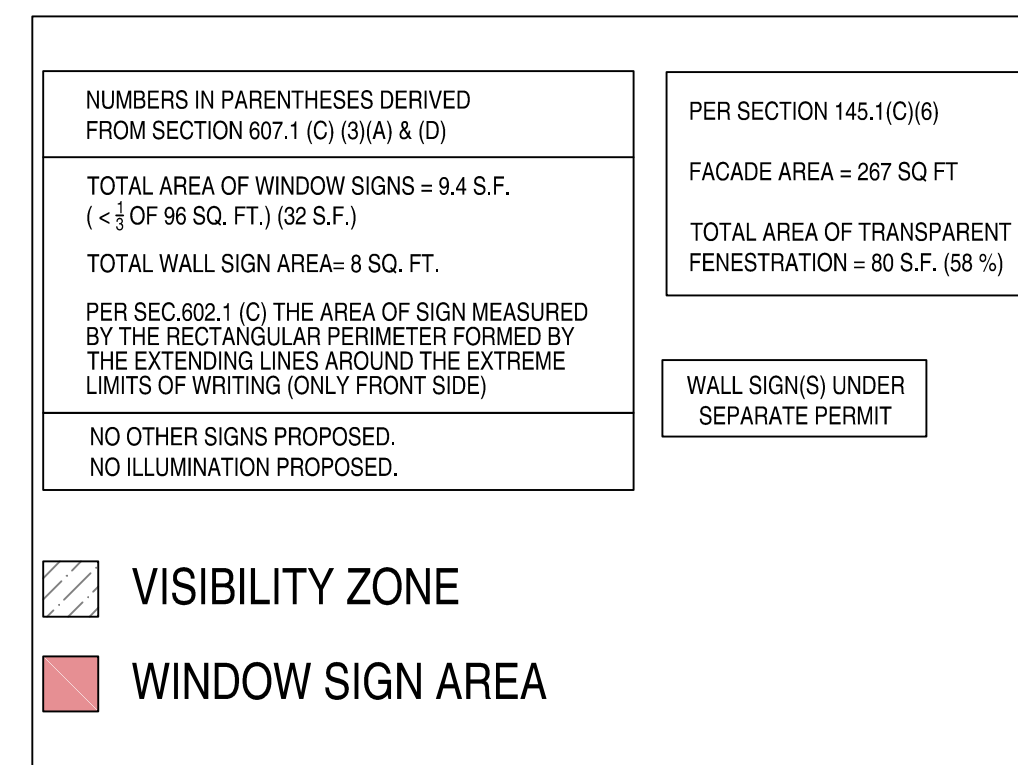 NUMBERS IN PARENTHESES DERIVED
FROM SECTION 607.1 (C) (3)(A) & (D)
TOTAL AREA OF WINDOW SIGNS = 9.4 S.F.
( < 1/3 OF 96 SQ. FT.) (32 S.F.)
TOTAL WALL SIGN AREA= 8 SQ. FT.
PER SEC.602.1 (C) THE AREA OF SIGN MEASURED
BY THE RECTANGULAR PERIMETER FORMED BY
THE EXTENDING LINES AROUND THE EXTREME
LIMITS OF WRITING (ONLY FRONT SIDE)
NO OTHER SIGNS PROPOSED.
NO ILLUMINATION PROPOSED.
PER SECTION 145.1(C)(6)
FACADE AREA = 267 SQ FT
TOTAL AREA OF TRANSPARENT
FENESTRATION = 80 S.F. (58 %)
WALL SIGN(S) UNDER
SEPARATE PERMIT
VISIBILITY ZONE
WINDOW SIGN AREA